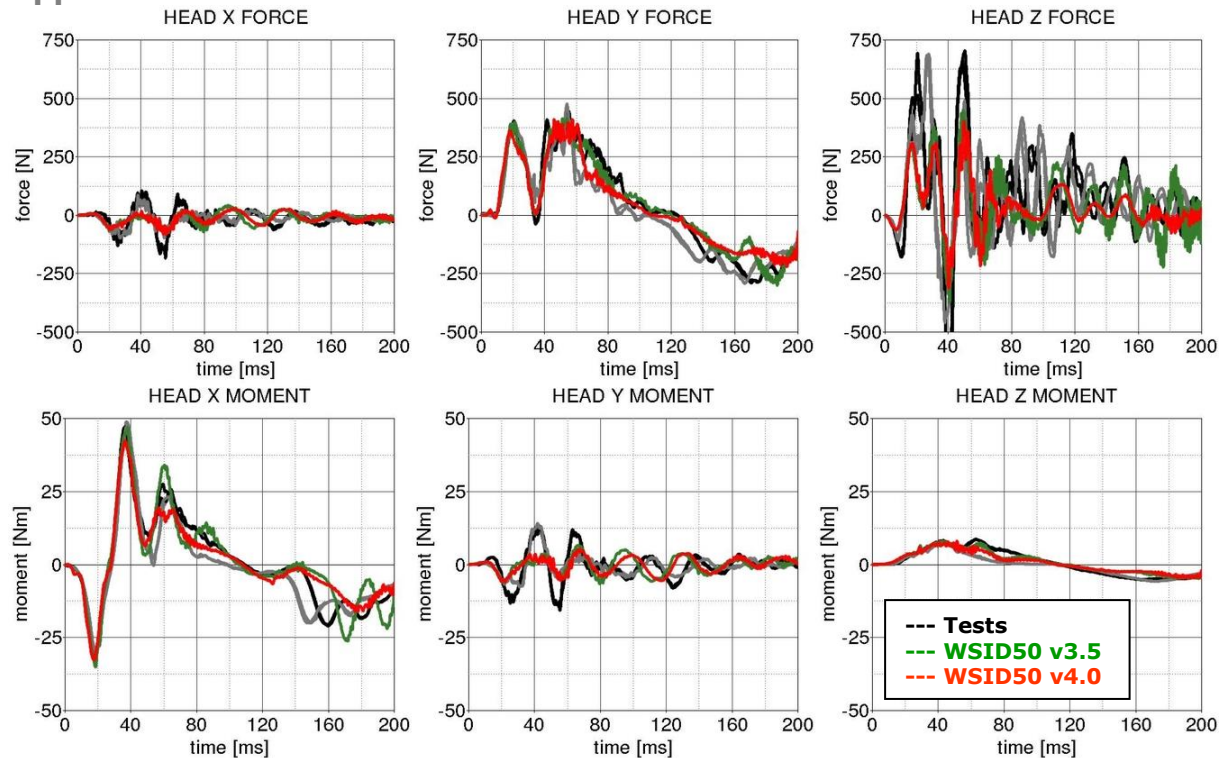 HEAD X FORCE
HEAD Y FORCE
HEAD Z FORCE
force [N]
750
500
250
0
-250
-500
0 40 80 120 160 200
time [ms]
force [N]
750
500
250
0
-250
-500
0 40 80 120 160 200
time [ms]
force [N]
750
500
250
0
-250
-500
0 40 80 120 160 200
time [ms]
HEAD X MOMENT
HEAD Y MOMENT
HEAD Z MOMENT
moment [Nm]
50
25
0
-25
-50
0 40 80 120 160 200
time [ms]
moment [Nm]
50
25
0
-25
-50
0 40 80 120 160 200
time [ms]
moment [Nm]
50
25
0
-25
-50
0 40 80 120 160 200
time [ms]
--- Tests
--- WSID50 v3.5
--- WSID50 v4.0